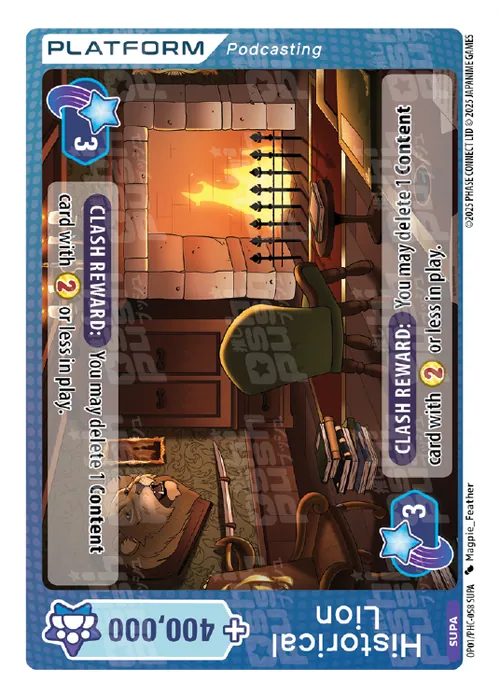 PLATFORM Podcasting
3
CLASH REWARD: You may delete 1 Content
card with 2 or less in play.
3
CLASH REWARD: You may delete 1 Content
card with 2 or less in play.
Historical
Lion
+400,000
SUPA
OP01/PHC-058 SUPA Magpie_Feather
©2025 PHASE CONNECT LTD © 2025 JAPANIME GAMES